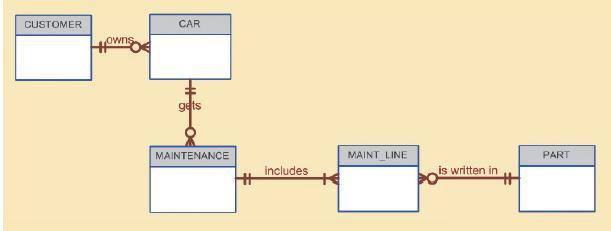 CUSTOMER
CAR
owns
gets
MAINTENANCE
includes
MAINT_LINE
is written in
PART